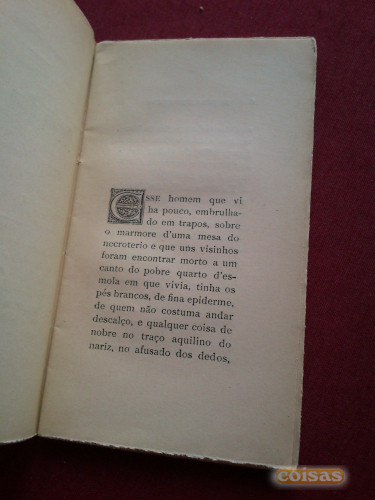 ESSE homem que vi
ha pouco, embrulha-
do em trapos, sobre
o marmore d'uma mesa do
necroterio e que uns visinhos
foram encontrar morto a um
canto do pobre quarto d'es-
mola em que vivia, tinha os
pés brancos, de fina epiderme,
de quem não costuma andar
descalço, e qualquer coisa de
nobre no traço aquilino do
nariz, no afusado dos dedos,
coisas